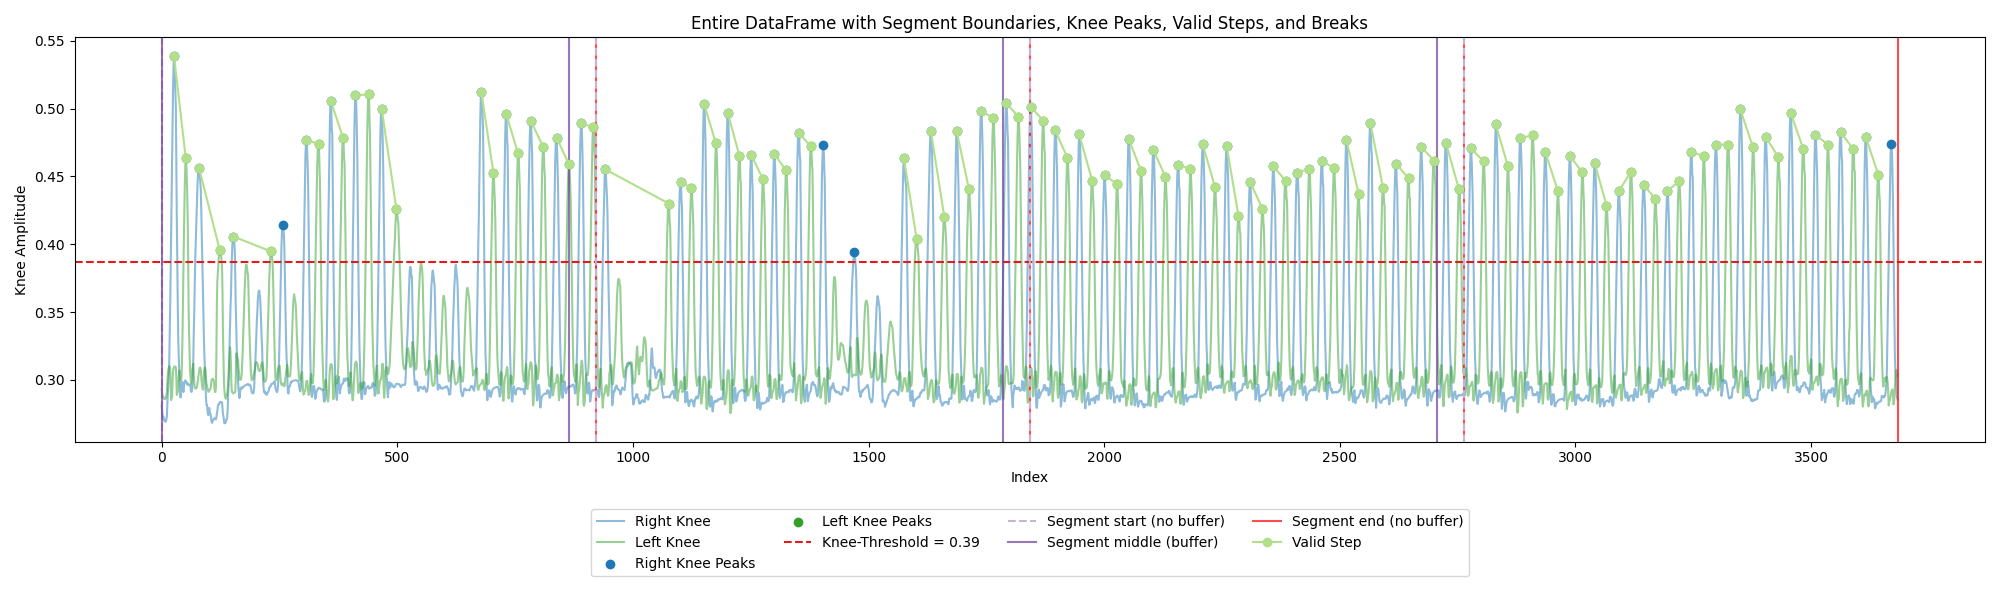 Entire DataFrame with Segment Boundaries, Knee Peaks, Valid Steps, and Breaks
0.55
0.50
0.45
0.40
0.35
0.30
Knee Amplitude
0 500 1000 1500 2000 2500 3000 3500
Index
Right Knee
Left Knee
Right Knee Peaks
Left Knee Peaks
Knee-Threshold = 0.39
Segment start (no buffer)
Segment middle (buffer)
Segment end (no buffer)
Valid Step